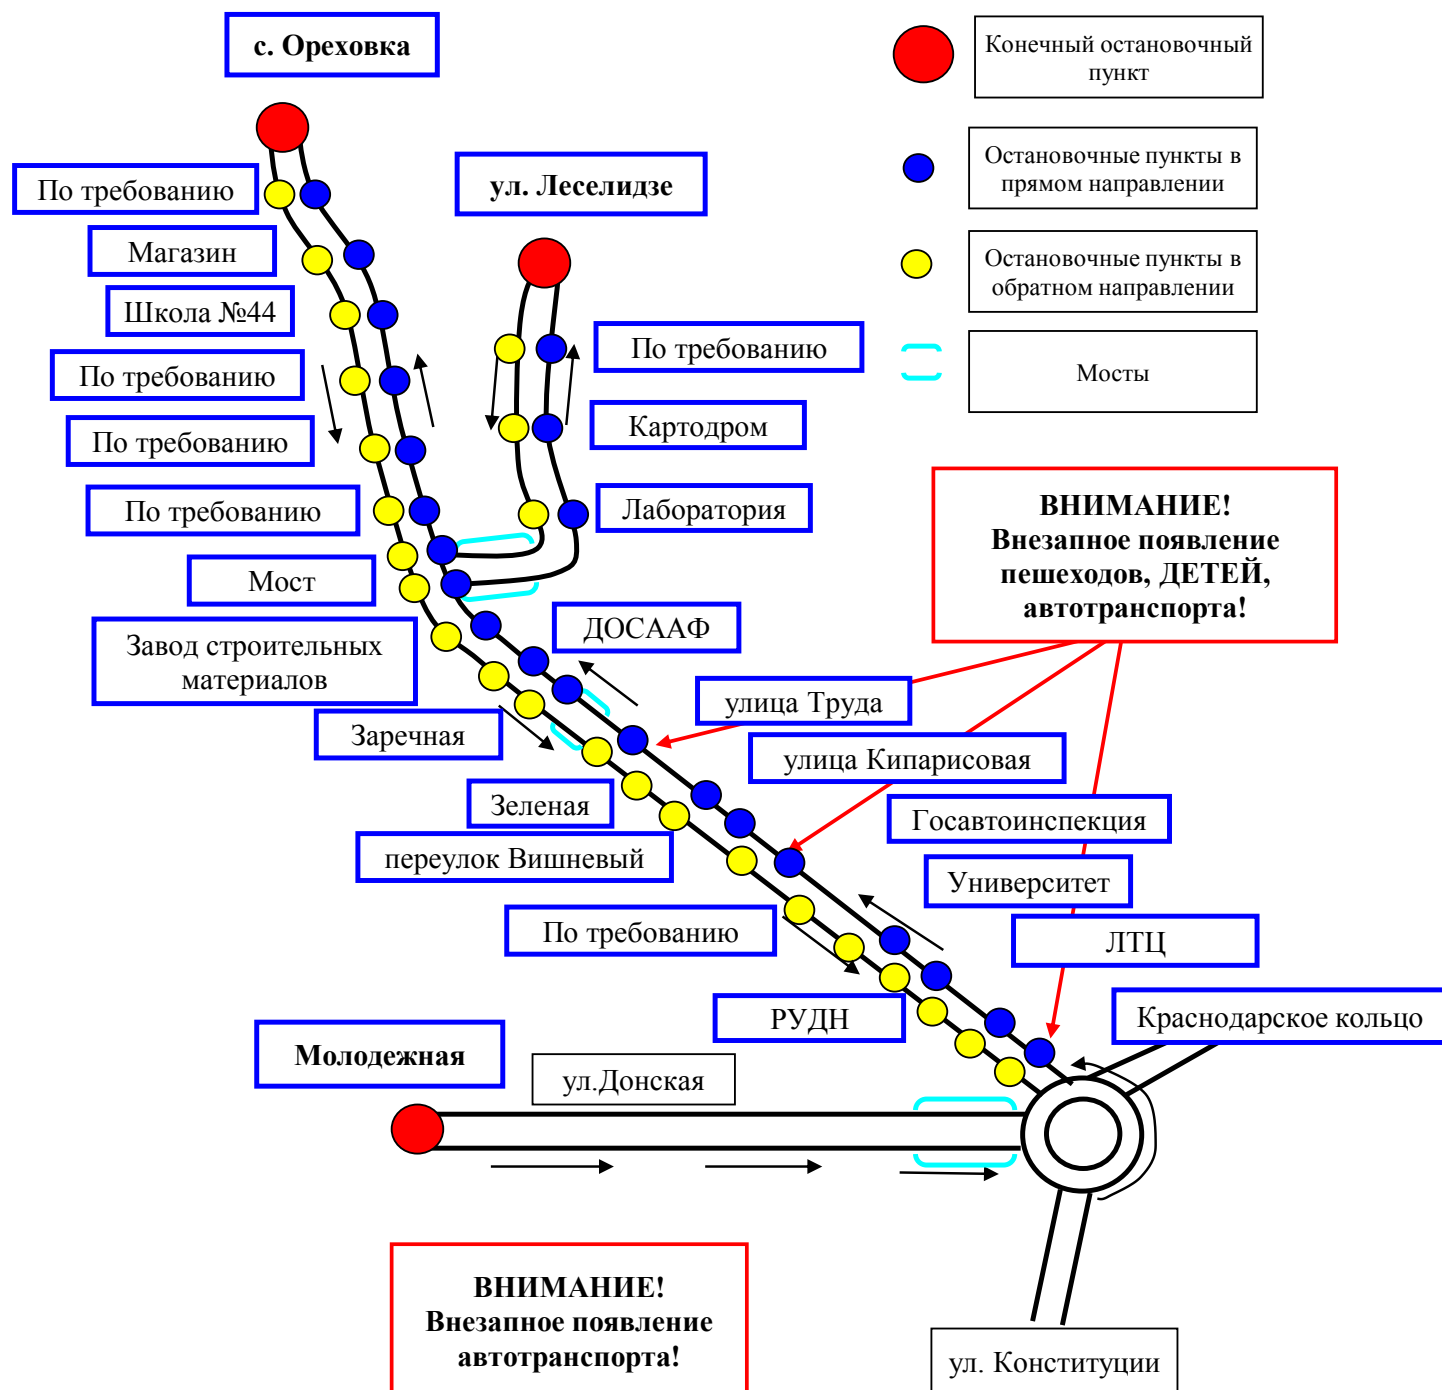 с. Ореховка
Конечный остановочный
пункт
Остановочные пункты в
прямом направлении
По требованию
ул. Леселидзе
Магазин
Остановочные пункты в
обратном направлении
Школа №44
По требованию
По требованию
Мосты
По требованию
Картодром
По требованию
Лаборатория
ВНИМАНИЕ!
Внезапное появление
пешеходов, ДЕТЕЙ,
автотранспорта!
Мост
ДОСААФ
Завод строительных
материалов
улица Труда
Заречная
улица Кипарисовая
Зеленая
Госавтоинспекция
переулок Вишневый
Университет
По требованию
ЛТЦ
РУДН
Краснодарское кольцо
Молодежная
ул.Донская
ВНИМАНИЕ!
Внезапное появление
автотранспорта!
ул. Конституции